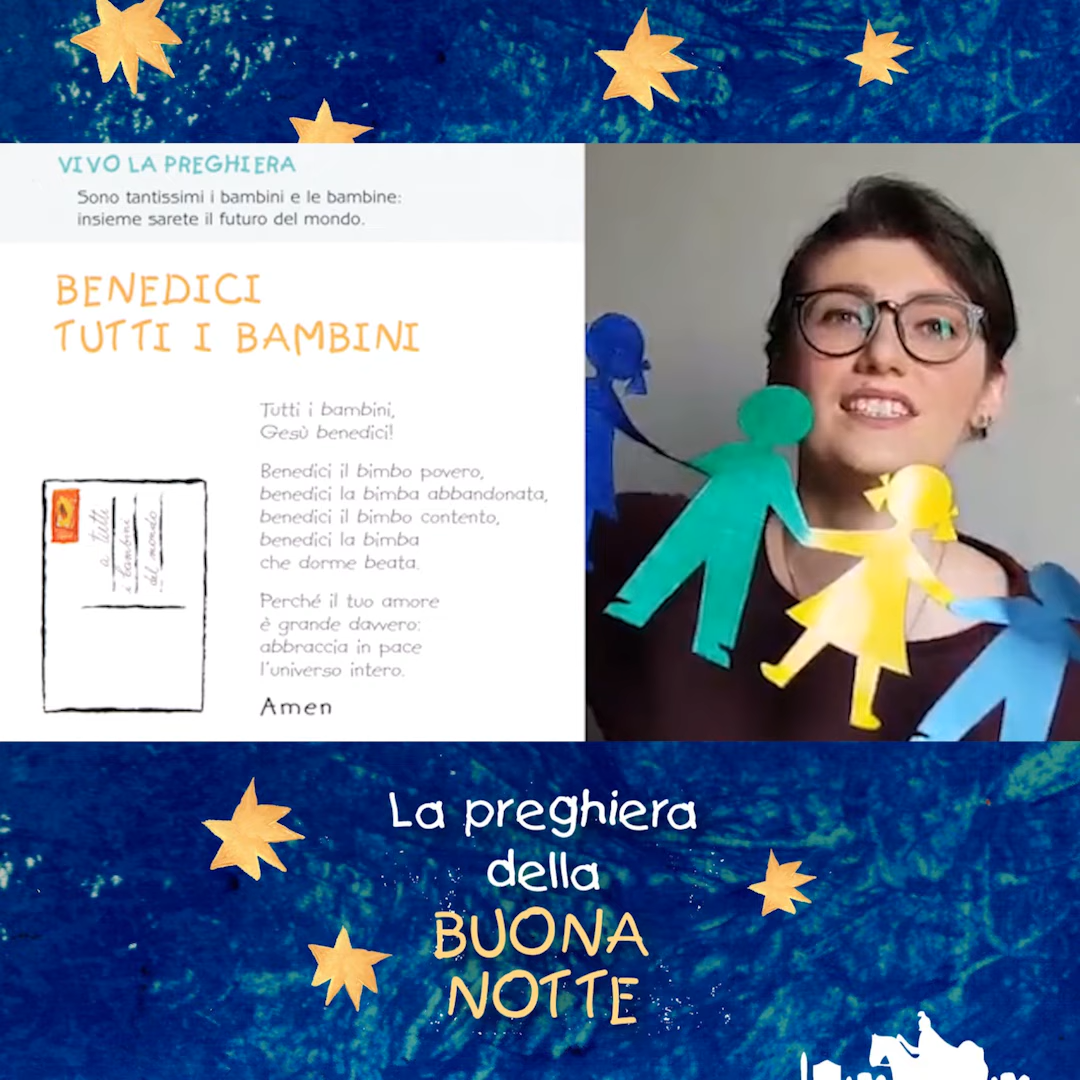 VIVO LA PREGHIERA
Sono tantissimi i bambini e le bambine:
insieme sarete il futuro del mondo.
BENEDICI
TUTTI I BAMBINI
Tutti i bambini,
Gesù benedici!
Benedici il bimbo povero,
benedici la bimba abbandonata,
benedici il bimbo contento,
benedici la bimba
che dorme beata.
Perché il tuo amore
è grande davvero:
abbraccia in pace
l'universo intero.
Amen
a tutti
i bambini
del mondo
La preghiera
della
BUONA
NOTTE